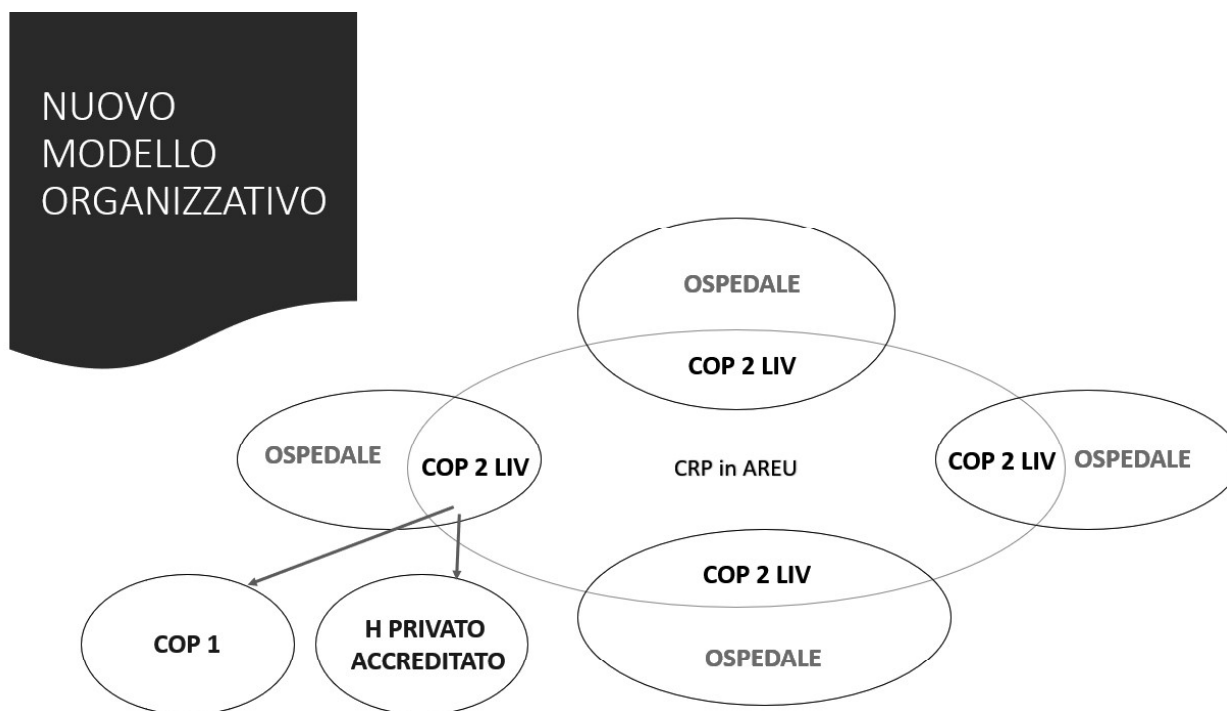 NUOVO
MODELLO
ORGANIZZATIVO
OSPEDALE
COP 2 LIV
OSPEDALE
COP 2 LIV
CRP in AREU
COP 2 LIV
OSPEDALE
COP 2 LIV
OSPEDALE
COP 1
H PRIVATO
ACCREDITATO